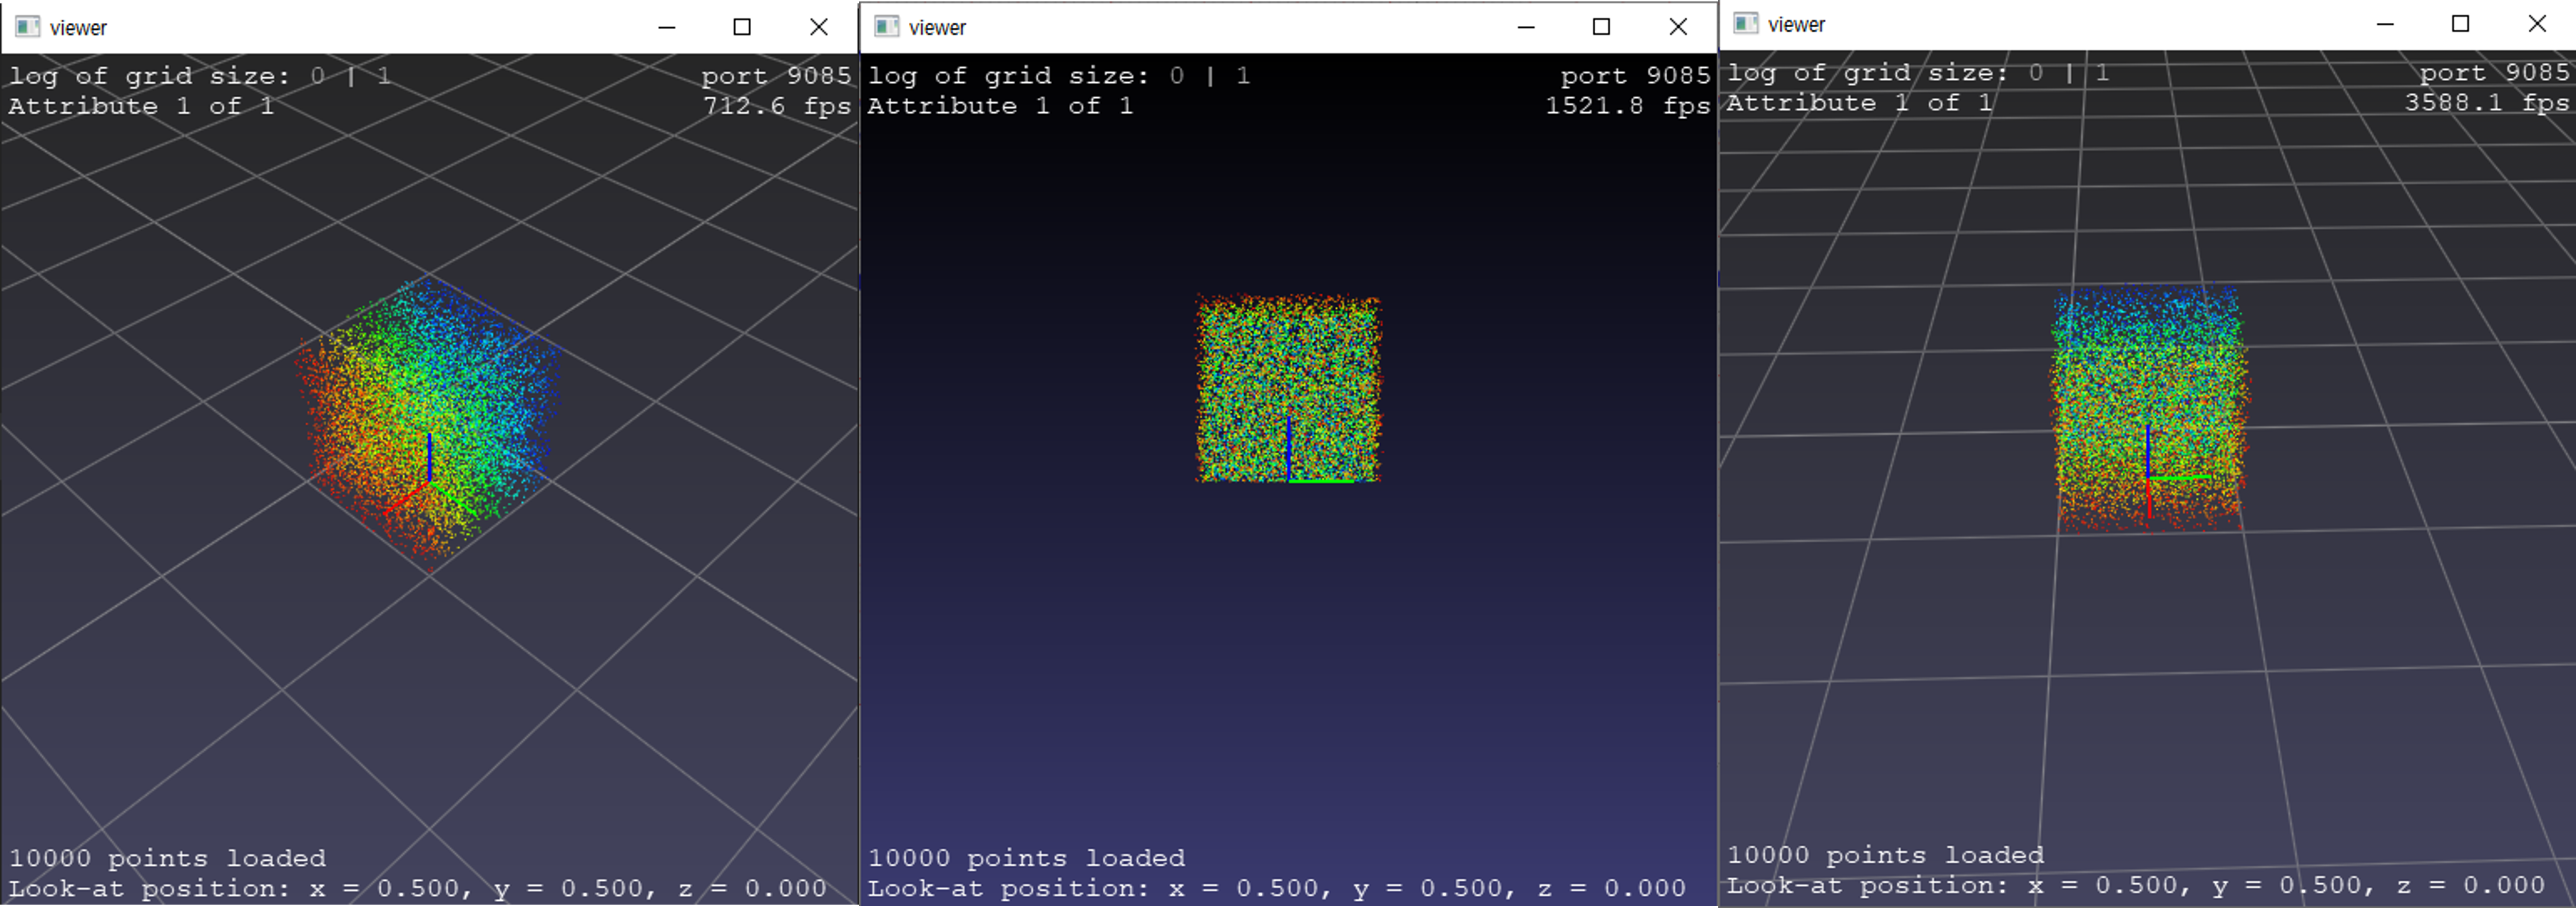 viewer
log of grid size: 0 | 1
port 9085
Attribute 1 of 1
712.6 fps
10000 points loaded
Look-at position: x = 0.500, y = 0.500, z = 0.000
viewer
log of grid size: 0 | 1
port 9085
Attribute 1 of 1
1521.8 fps
10000 points loaded
Look-at position: x = 0.500, y = 0.500, z = 0.000
viewer
log of grid size: 0 | 1
port 9085
Attribute 1 of 1
3588.1 fps
10000 points loaded
Look-at position: x = 0.500, y = 0.500, z = 0.000